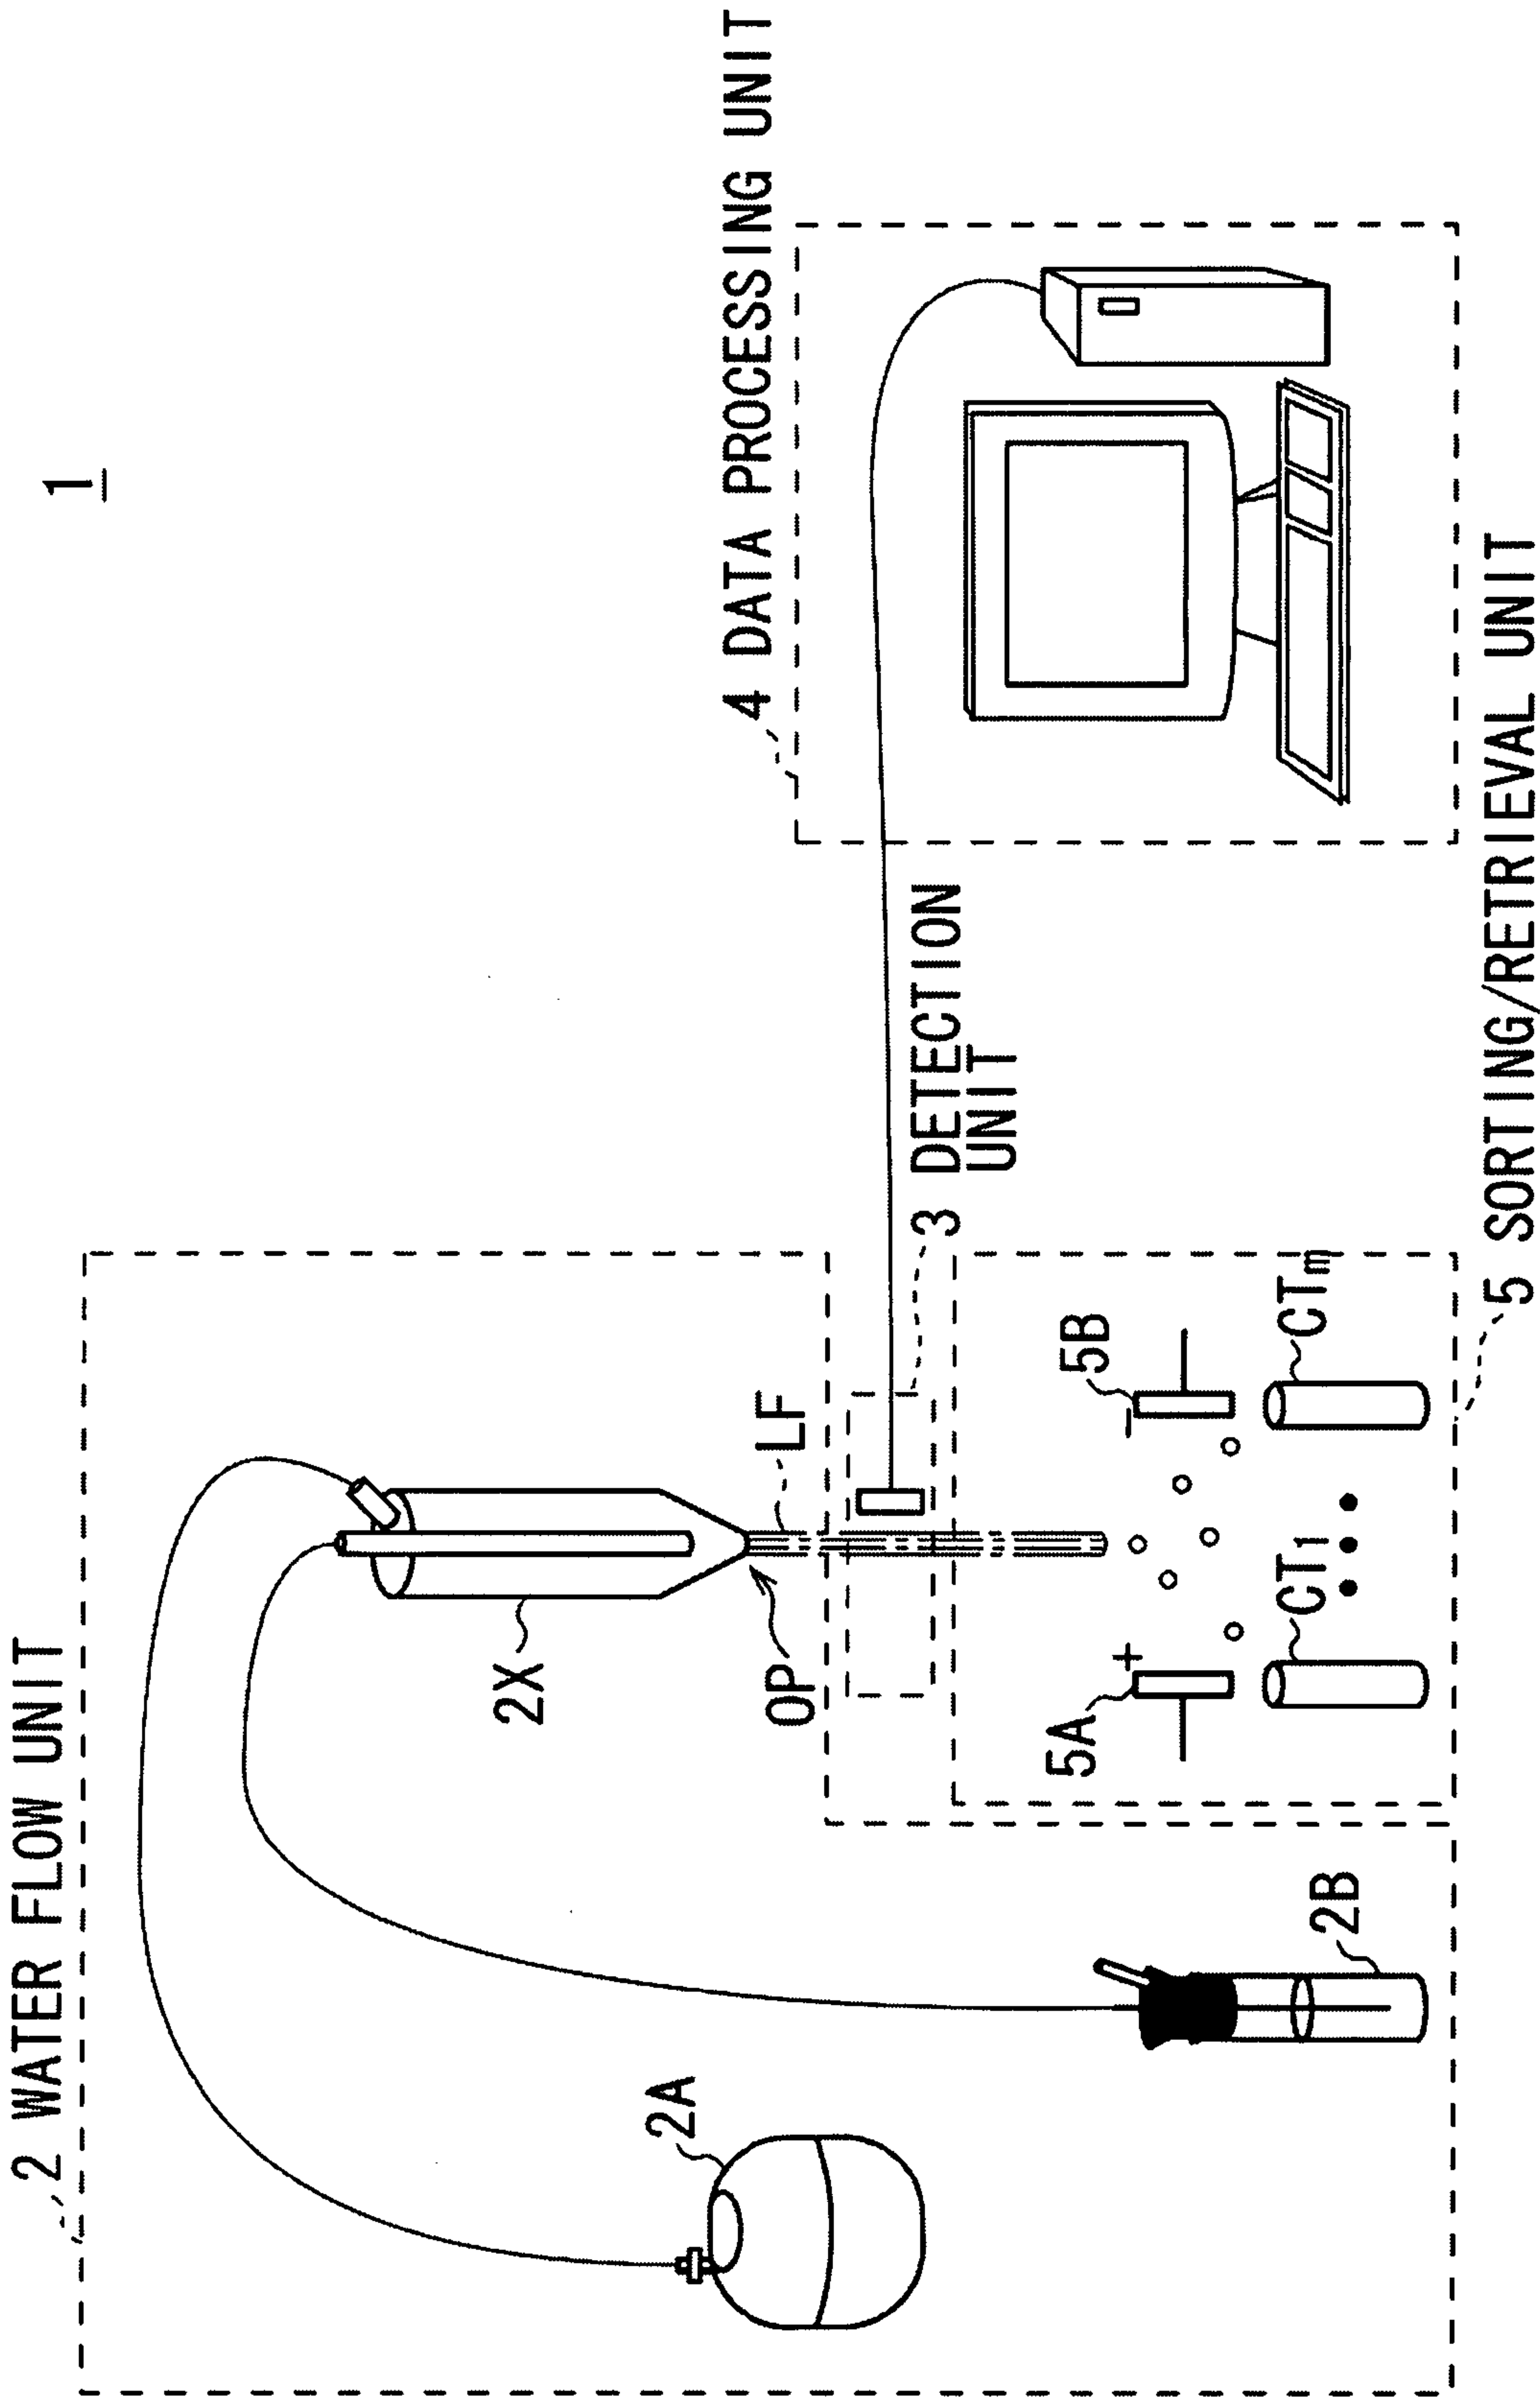 1
2 WATER FLOW UNIT
4 DATA PROCESSING UNIT
2X
LF
OP
2A
3 DETECTION
UNIT
5A
+
5B
−
CT1
CTm
2B
5 SORTING/RETRIEVAL UNIT